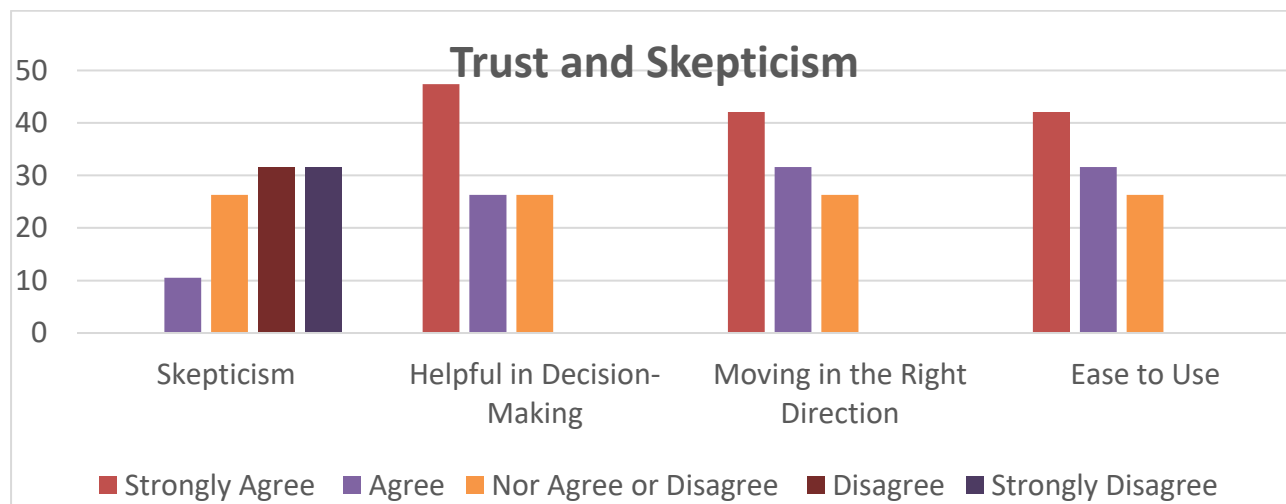 Trust and Skepticism
50
40
30
20
10
0
Skepticism
Helpful in Decision-
Making
Moving in the Right
Direction
Ease to Use
Strongly Agree
Agree
Nor Agree or Disagree
Disagree
Strongly Disagree